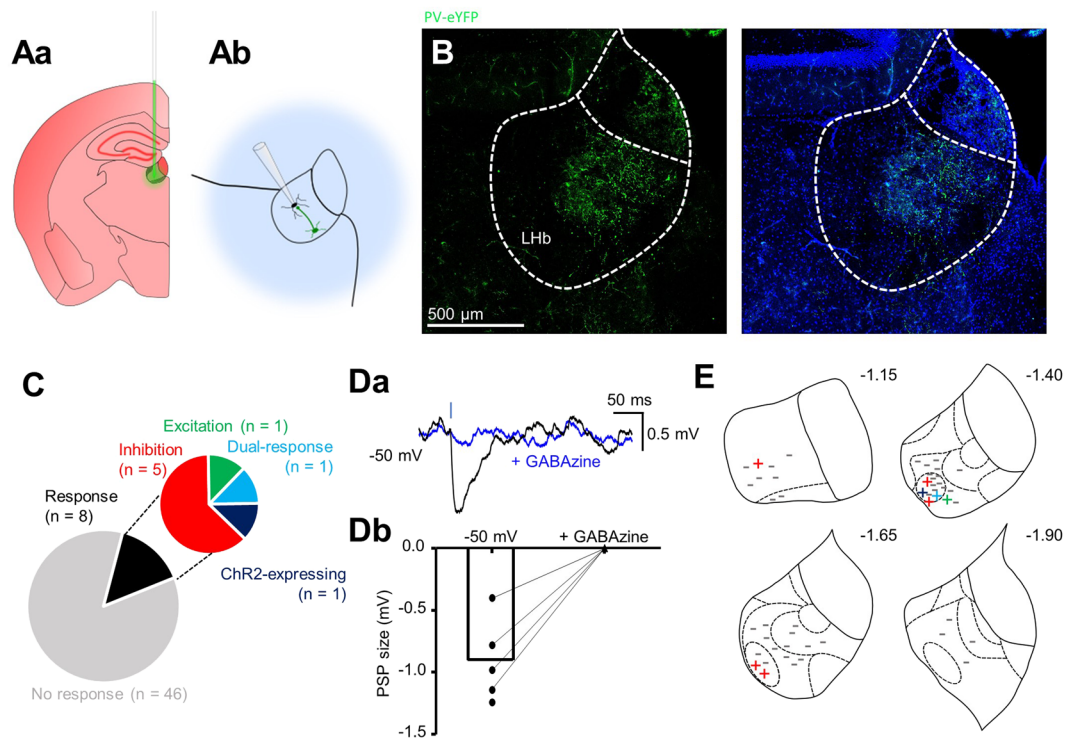 PV-eYFP
Aa
Ab
B
LHb
500 µm
C
Excitation (n = 1)
Inhibition
(n = 5)
Dual-response
(n = 1)
Response
(n = 8)
ChR2-expressing
(n = 1)
No response (n = 46)
Da
50 ms
0.5 mV
-50 mV
+ GABAzine
Db
-50 mV
+ GABAzine
0.0
-0.5
-1.0
-1.5
PSP size (mV)
E
-1.15
-1.40
-1.65
-1.90